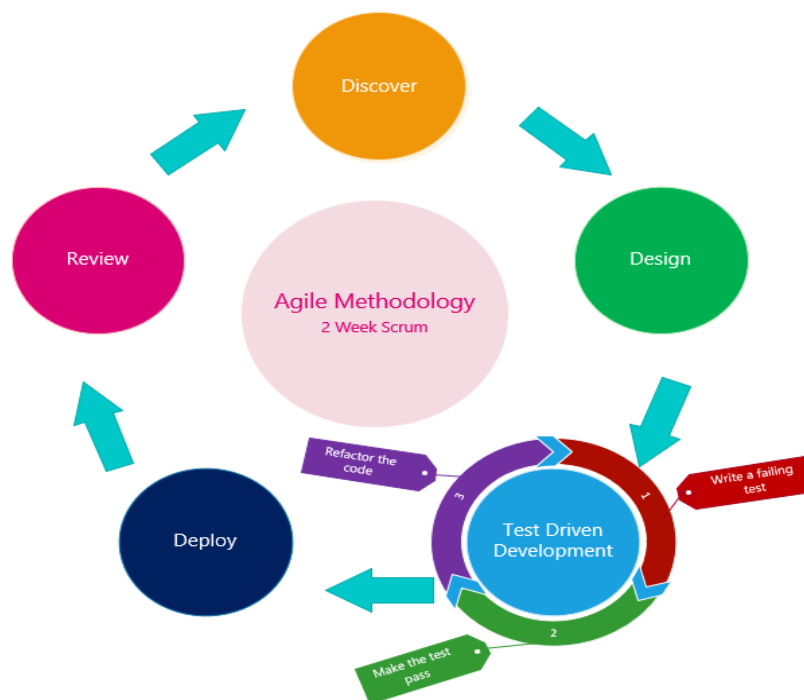 Discover
Review
Design
Agile Methodology
2 Week Scrum
Refactor the
code
3
1
Write a failing
test
Test Driven
Development
Deploy
2
Make the test
pass